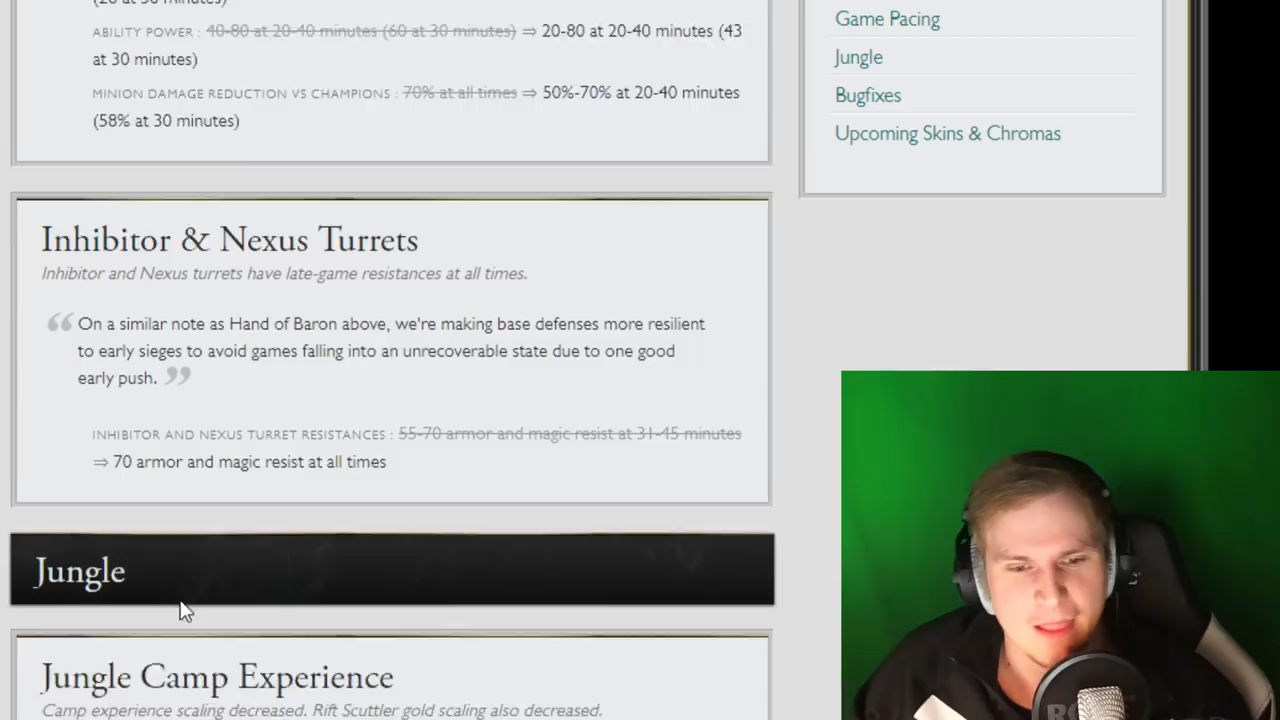 ABILITY POWER : 40-80 at 20-40 minutes (60 at 30 minutes) ⇒ 20-80 at 20-40 minutes (43
at 30 minutes)
MINION DAMAGE REDUCTION VS CHAMPIONS : 70% at all times ⇒ 50%-70% at 20-40 minutes
(58% at 30 minutes)
Inhibitor & Nexus Turrets
Inhibitor and Nexus turrets have late-game resistances at all times.
“ On a similar note as Hand of Baron above, we're making base defenses more resilient
to early sieges to avoid games falling into an unrecoverable state due to one good
early push. ”
INHIBITOR AND NEXUS TURRET RESISTANCES : 55-70 armor and magic resist at 31-45 minutes
⇒ 70 armor and magic resist at all times
Jungle
Jungle Camp Experience
Camp experience scaling decreased. Rift Scuttler gold scaling also decreased.
Game Pacing
Jungle
Bugfixes
Upcoming Skins & Chromas